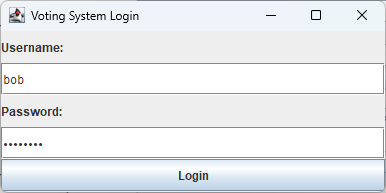 Voting System Login
Username:
bob
Password:
••••••••
Login